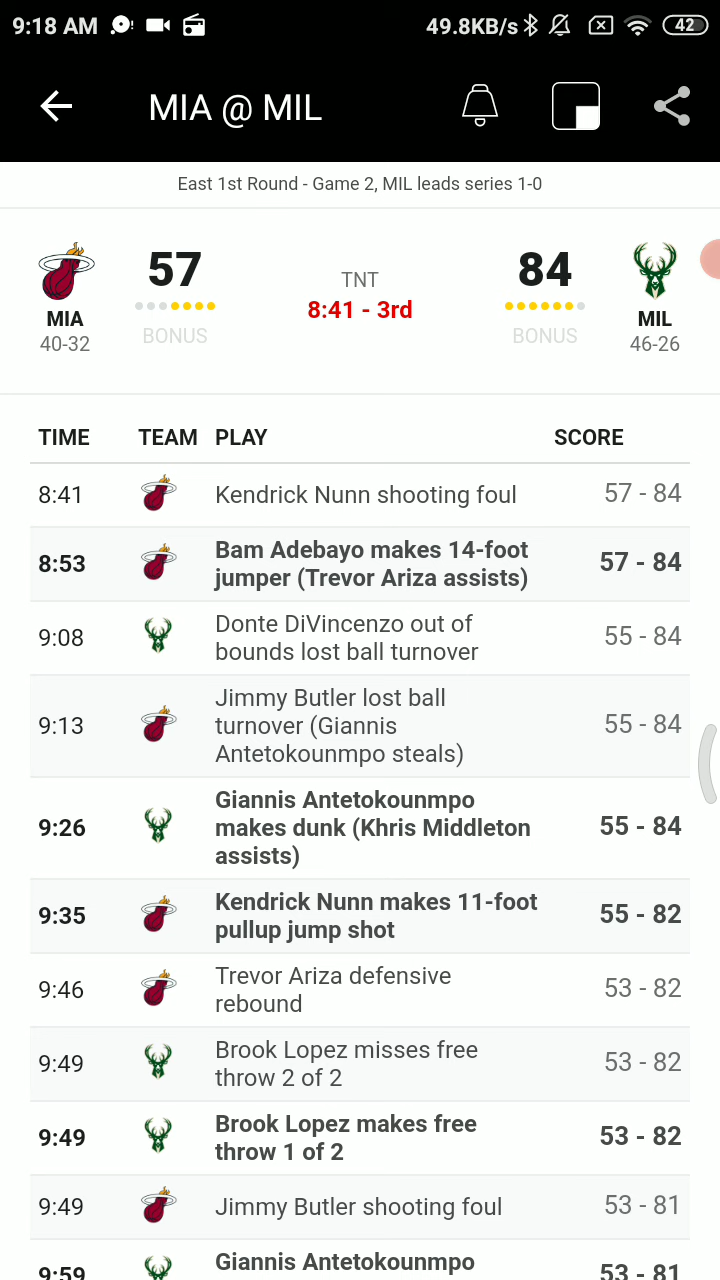 9:18 AM 49.8KB/s 42
MIA @ MIL
East 1st Round - Game 2, MIL leads series 1-0
57 84
TNT
8:41 - 3rd
MIA MIL
40-32 BONUS BONUS 46-26
TIME TEAM PLAY SCORE
8:41 Kendrick Nunn shooting foul 57 - 84
8:53 Bam Adebayo makes 14-foot
jumper (Trevor Ariza assists) 57 - 84
9:08 Donte DiVincenzo out of
bounds lost ball turnover 55 - 84
9:13 Jimmy Butler lost ball
turnover (Giannis
Antetokounmpo steals) 55 - 84
9:26 Giannis Antetokounmpo
makes dunk (Khris Middleton
assists) 55 - 84
9:35 Kendrick Nunn makes 11-foot
pullup jump shot 55 - 82
9:46 Trevor Ariza defensive
rebound 53 - 82
9:49 Brook Lopez misses free
throw 2 of 2 53 - 82
9:49 Brook Lopez makes free
throw 1 of 2 53 - 82
9:49 Jimmy Butler shooting foul 53 - 81
9:59 Giannis Antetokounmpo 53 - 81